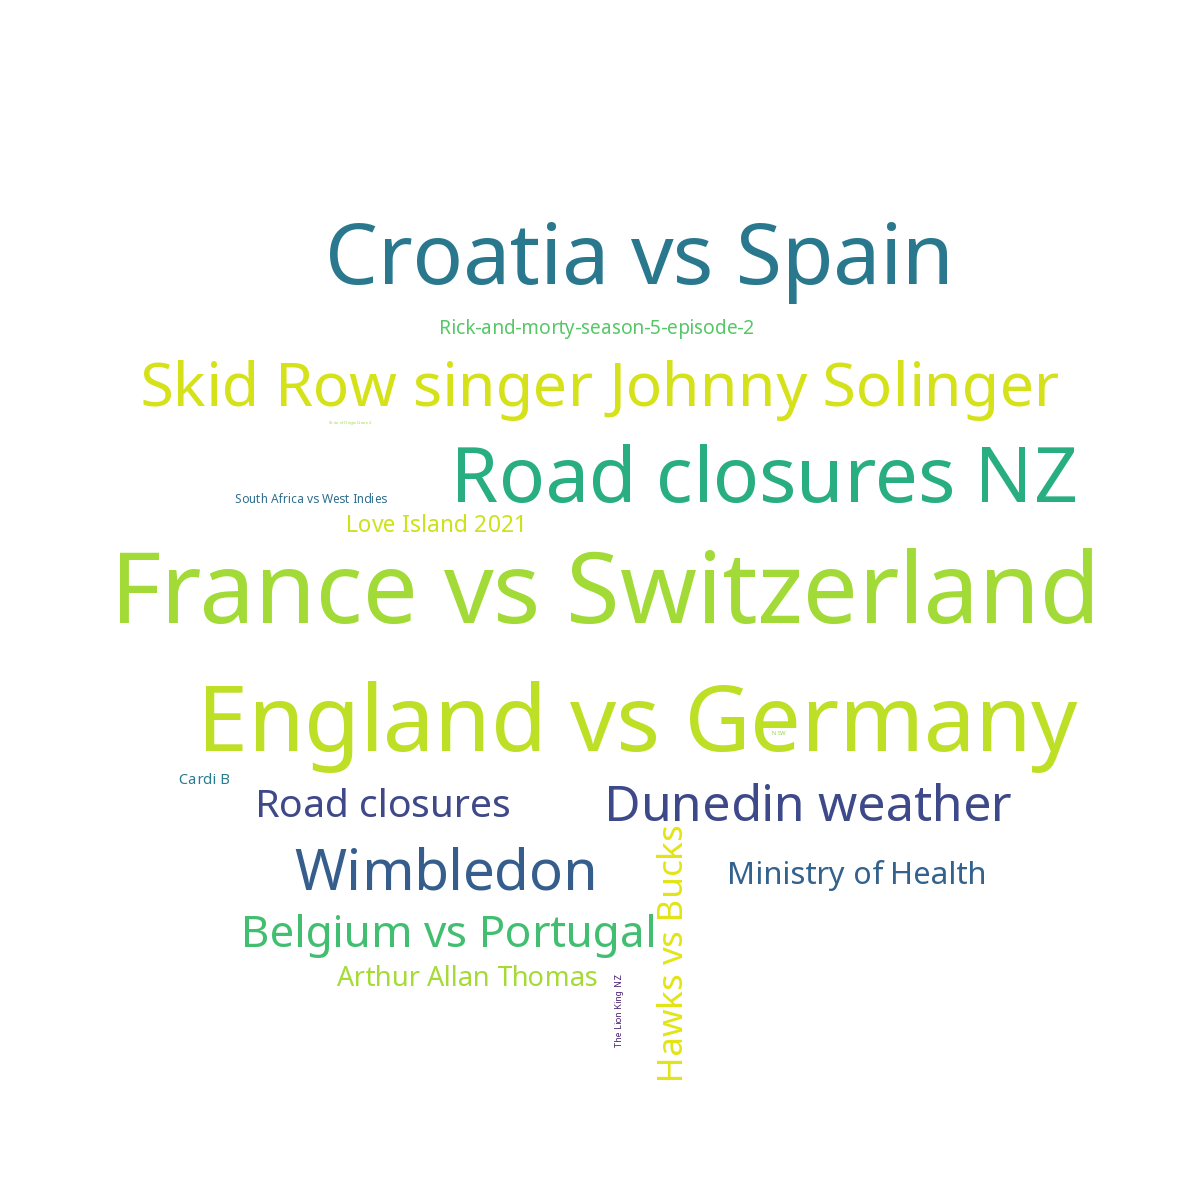 Croatia vs Spain
Rick-and-morty-season-5-episode-2
Skid Row singer Johnny Solinger
Road closures NZ
South Africa vs West Indies
Love Island 2021
France vs Switzerland
England vs Germany
NSW
Cardi B
Road closures
Dunedin weather
Wimbledon
Ministry of Health
Hawks vs Bucks
Belgium vs Portugal
Arthur Allan Thomas
The Lion King NZ